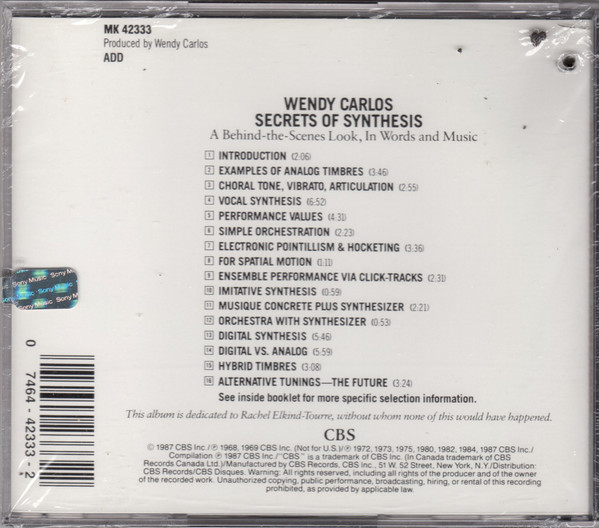 MK 42333
Produced by Wendy Carlos
ADD
WENDY CARLOS
SECRETS OF SYNTHESIS
A Behind-the-Scenes Look, In Words and Music
1 INTRODUCTION (2:06)
2 EXAMPLES OF ANALOG TIMBRES (3:46)
3 CHORAL TONE, VIBRATO, ARTICULATION (2:55)
4 VOCAL SYNTHESIS (6:52)
5 PERFORMANCE VALUES (4:31)
6 SIMPLE ORCHESTRATION (2:23)
7 ELECTRONIC POINTILLISM & HOCKETING (3:36)
8 FOR SPATIAL MOTION (1:11)
9 ENSEMBLE PERFORMANCE VIA CLICK-TRACKS (2:31)
10 IMITATIVE SYNTHESIS (0:59)
11 MUSIQUE CONCRETE PLUS SYNTHESIZER (2:21)
12 ORCHESTRA WITH SYNTHESIZER (0:53)
13 DIGITAL SYNTHESIS (5:46)
14 DIGITAL VS. ANALOG (5:59)
15 HYBRID TIMBRES (3:08)
16 ALTERNATIVE TUNINGS—THE FUTURE (3:24)
See inside booklet for more specific selection information.
This album is dedicated to Rachel Elkind-Tourre, without whom none of this would have happened.
CBS
© 1987 CBS Inc./℗ 1968, 1969 CBS Inc. (Not for U.S.)/℗ 1972, 1973, 1975, 1980, 1982, 1984, 1987 CBS Inc./
Compilation ℗ 1987 CBS Inc./"CBS" is a trademark of CBS Inc. (In Canada trademark of CBS
Records Canada Ltd.)/Manufactured by CBS Records, CBS Inc., 51 W. 52 Street, New York, N.Y./Distribution:
CBS Records/CBS Disques. Warning: All rights reserved, including all rights of the producer and of the owner
of the recorded work. Unauthorized copying, public performance, broadcasting, hiring, or rental of this recording
prohibited, as provided by applicable law.
Sony Music
0 7464-42333-2